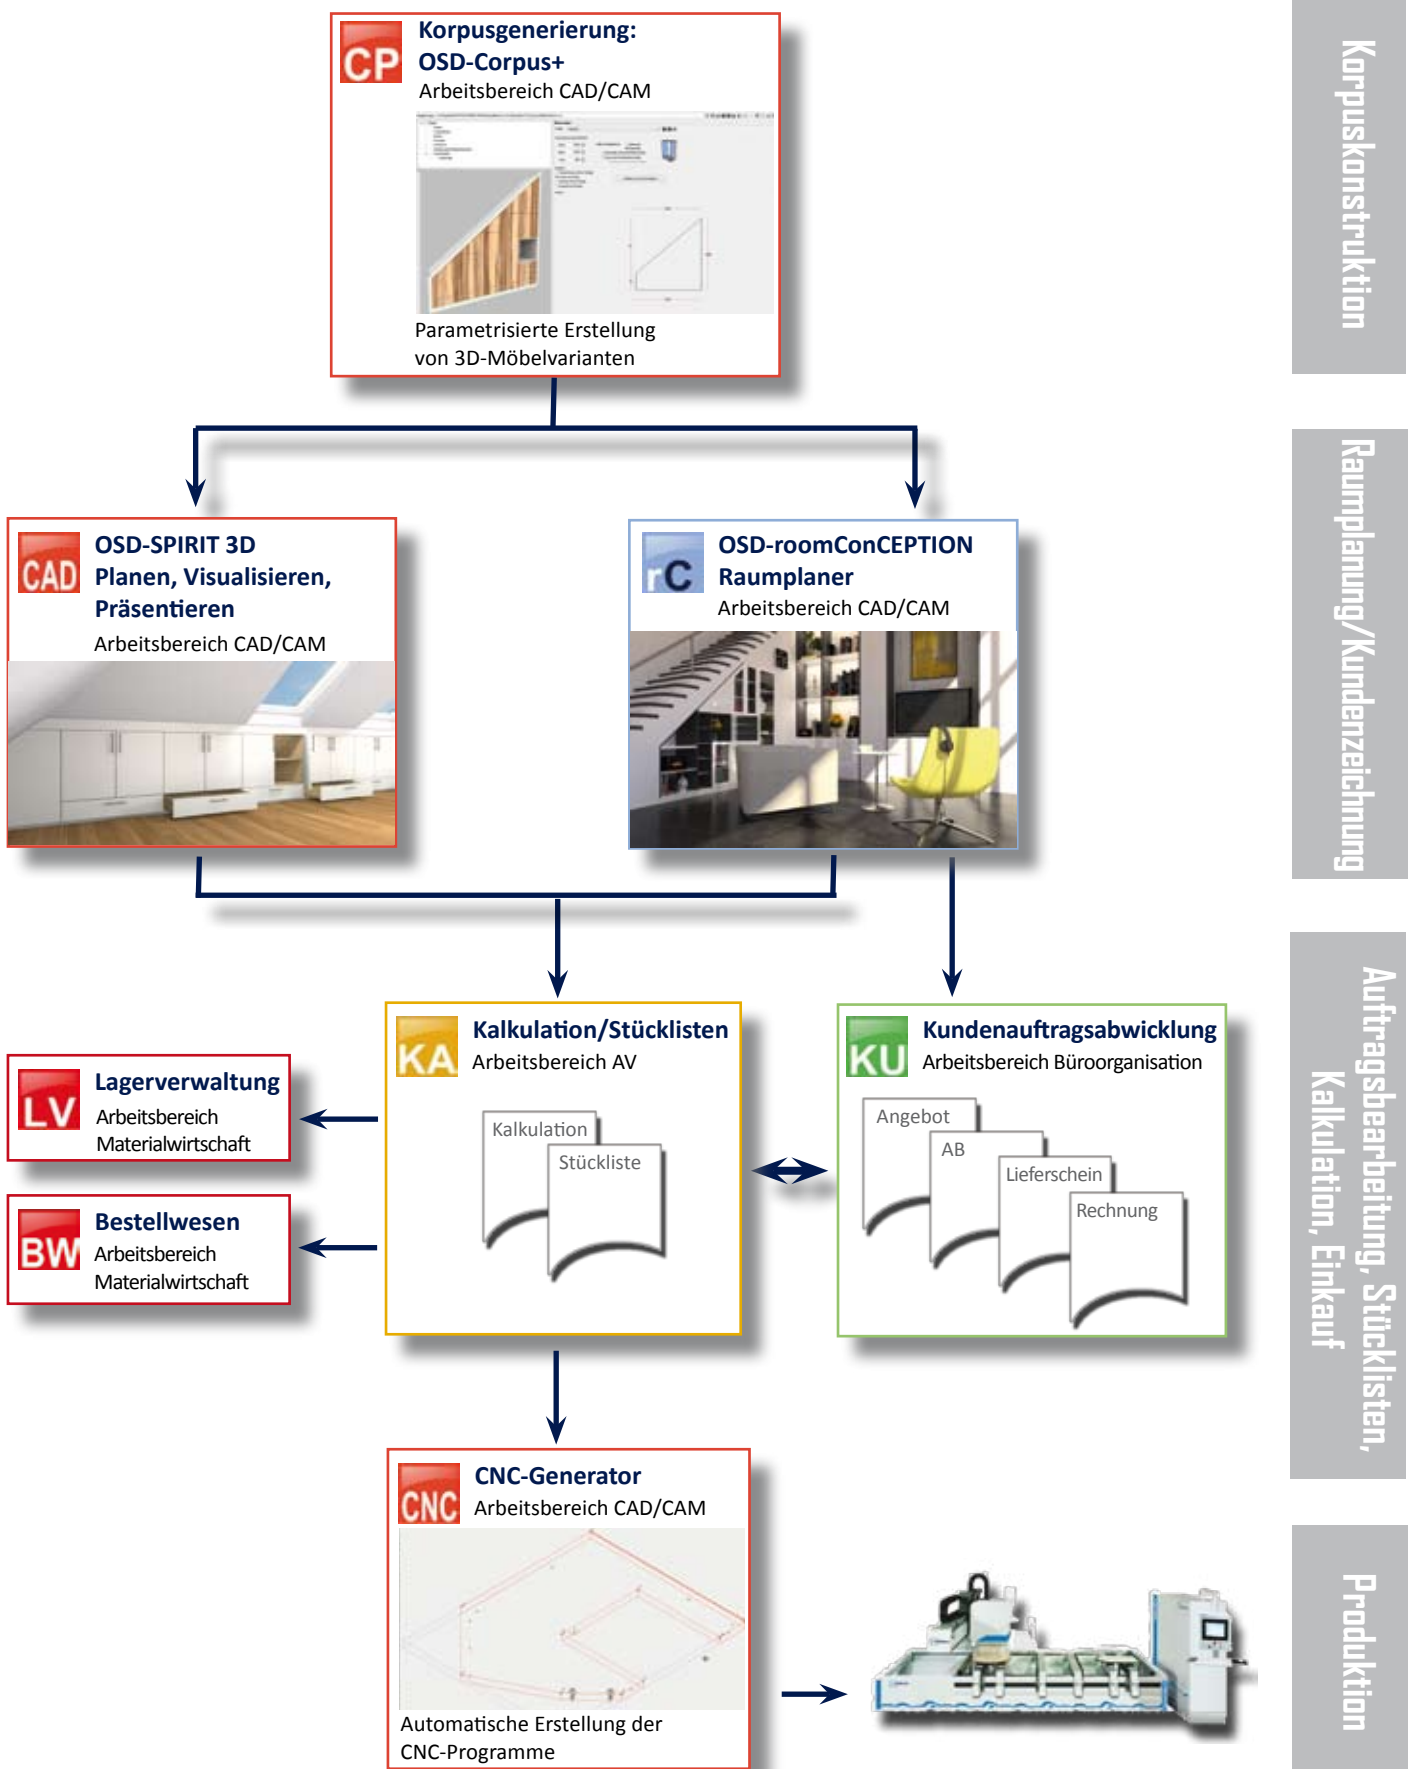 CP
Korpusgenerierung:
OSD-Corpus+
Arbeitsbereich CAD/CAM
Parametrisierte Erstellung
von 3D-Möbelvarianten
Korpuskonstruktion
CAD
OSD-SPIRIT 3D
Planen, Visualisieren,
Präsentieren
Arbeitsbereich CAD/CAM
rC
OSD-roomConCEPTION
Raumplaner
Arbeitsbereich CAD/CAM
Raumplanung/Kundenzeichnung
KA
Kalkulation/Stücklisten
Arbeitsbereich AV
Kalkulation
Stückliste
KU
Kundenauftragsabwicklung
Arbeitsbereich Büroorganisation
Angebot
AB
Lieferschein
Rechnung
LV
Lagerverwaltung
Arbeitsbereich
Materialwirtschaft
BW
Bestellwesen
Arbeitsbereich
Materialwirtschaft
Auftragsbearbeitung, Stücklisten,
Kalkulation, Einkauf
CNC
CNC-Generator
Arbeitsbereich CAD/CAM
Automatische Erstellung der
CNC-Programme
Produktion